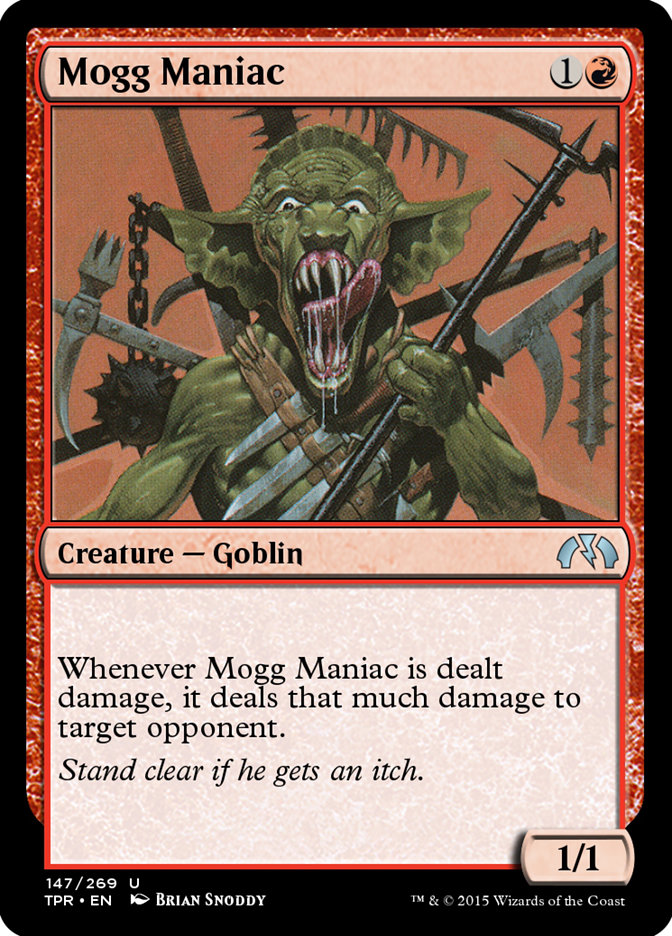 Mogg Maniac 1
Creature — Goblin
Whenever Mogg Maniac is dealt
damage, it deals that much damage to
target opponent.
Stand clear if he gets an itch.
1/1
147/269 U
TPR • EN Brian Snoddy
™ & © 2015 Wizards of the Coast